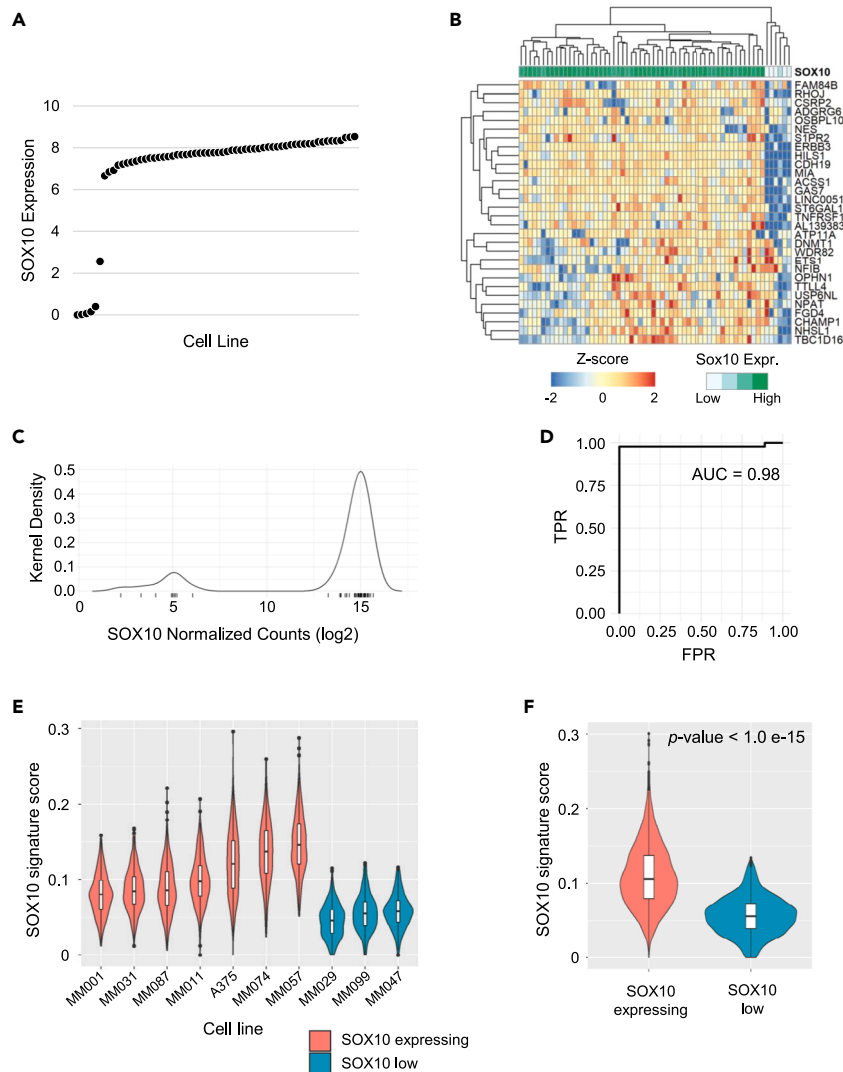 A
10
8
6
4
2
0
SOX10 Expression
Cell Line
B
SOX10
FAM84B
RHOJ
CSRP2
ADGRG6
OSBPL10
NES
S1PR2
ERBB3
HILS1
CDH19
MIA
ACSS1
GAS7
LINC0051
ST6GAL1
TNFRSF1
AL139383
ATP11A
DNMT1
WDR82
ETS1
NFIB
OPHN1
TTLL4
USP6NL
NPAT
FGD4
CHAMP1
NHSL1
TBC1D16
Z-score
-2 0 2
Sox10 Expr.
Low High
C
0.5
0.4
0.3
0.2
0.1
0.0
Kernel Density
0 5 10 15
SOX10 Normalized Counts (log2)
D
1.00
0.75
0.50
0.25
0.00
TPR
AUC = 0.98
0.00 0.25 0.50 0.75 1.00
FPR
E
0.3
0.2
0.1
0
SOX10 signature score
MM001 MM031 MM087 MM011 A375 MM074 MM057 MM029 MM099 MM047
Cell line
SOX10 expressing
SOX10 low
F
p-value < 1.0 e-15
0.3
0.2
0.1
0
SOX10 signature score
SOX10 SOX10
expressing low